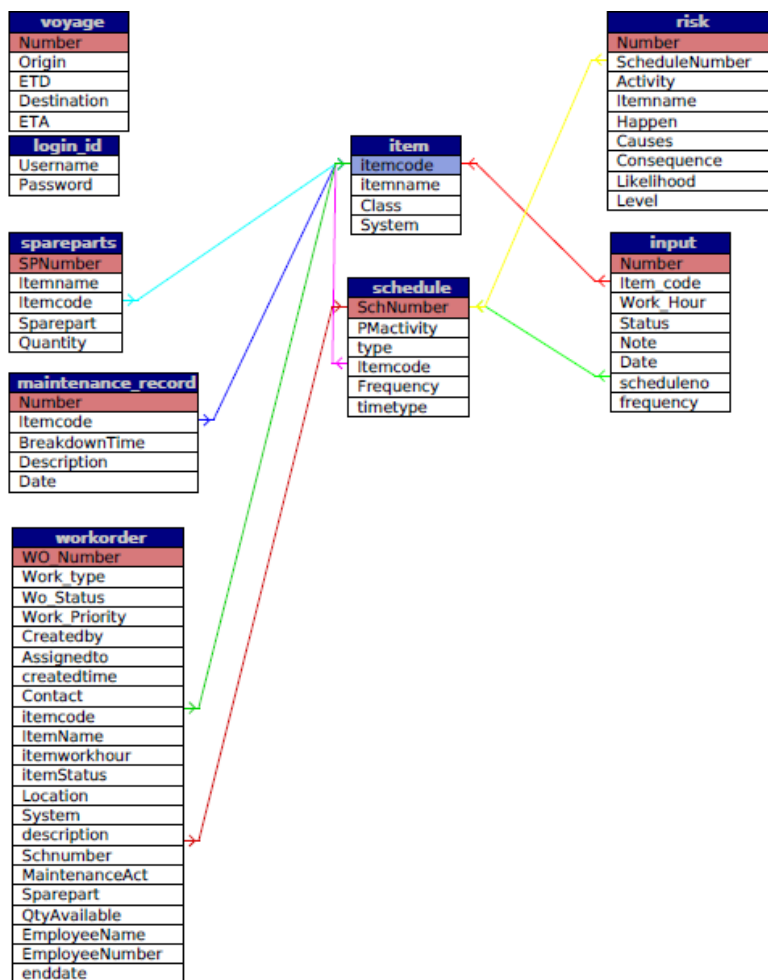 voyage
Number
Origin
ETD
Destination
ETA
login_id
Username
Password
spareparts
SPNumber
Itemname
Itemcode
Sparepart
Quantity
maintenance_record
Number
Itemcode
BreakdownTime
Description
Date
workorder
WO_Number
Work_type
Wo_Status
Work_Priority
Createdby
Assignedto
createdtime
Contact
itemcode
ItemName
itemworkhour
itemStatus
Location
System
description
Schnumber
MaintenanceAct
Sparepart
QtyAvailable
EmployeeName
EmployeeNumber
enddate
item
itemcode
itemname
Class
System
schedule
SchNumber
PMactivity
type
Itemcode
Frequency
timetype
risk
Number
ScheduleNumber
Activity
Itemname
Happen
Causes
Consequence
Likelihood
Level
input
Number
Item_code
Work_Hour
Status
Note
Date
scheduleno
frequency